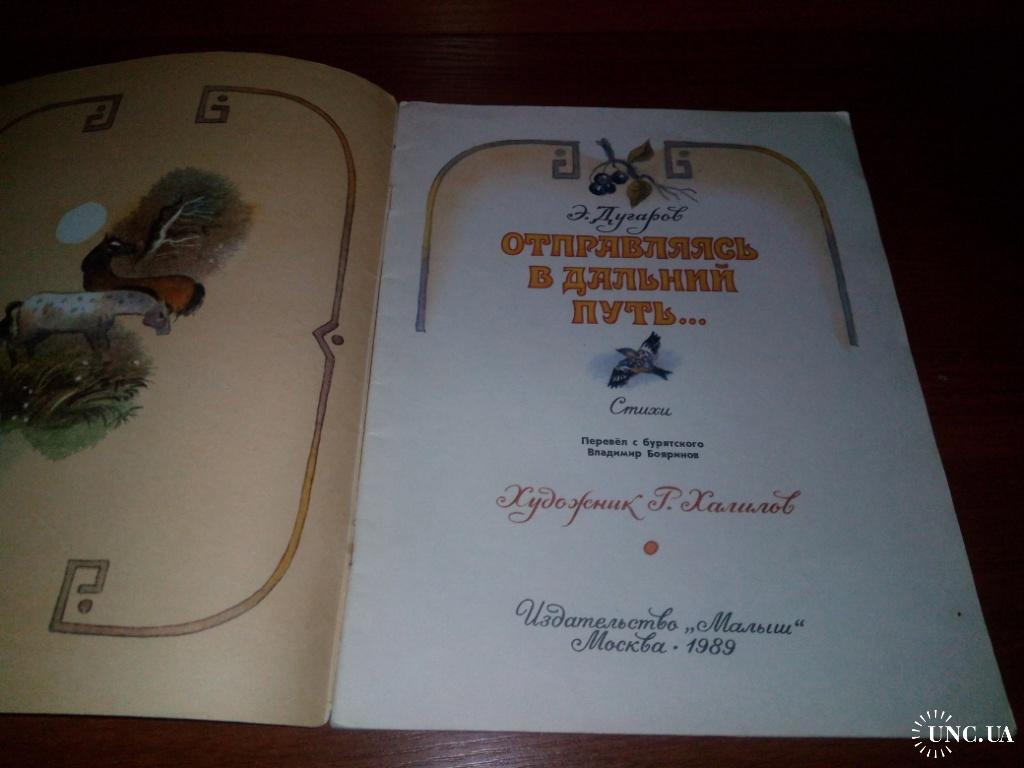 Э. Дугаров
ОТПРАВЛЯЯСЬ
В ДАЛЬНИЙ
ПУТЬ...
Стихи
Перевёл с бурятского
Владимир Бояринов
Художник Г. Халилов
Издательство „Малыш“
Москва · 1989
UNC.UA